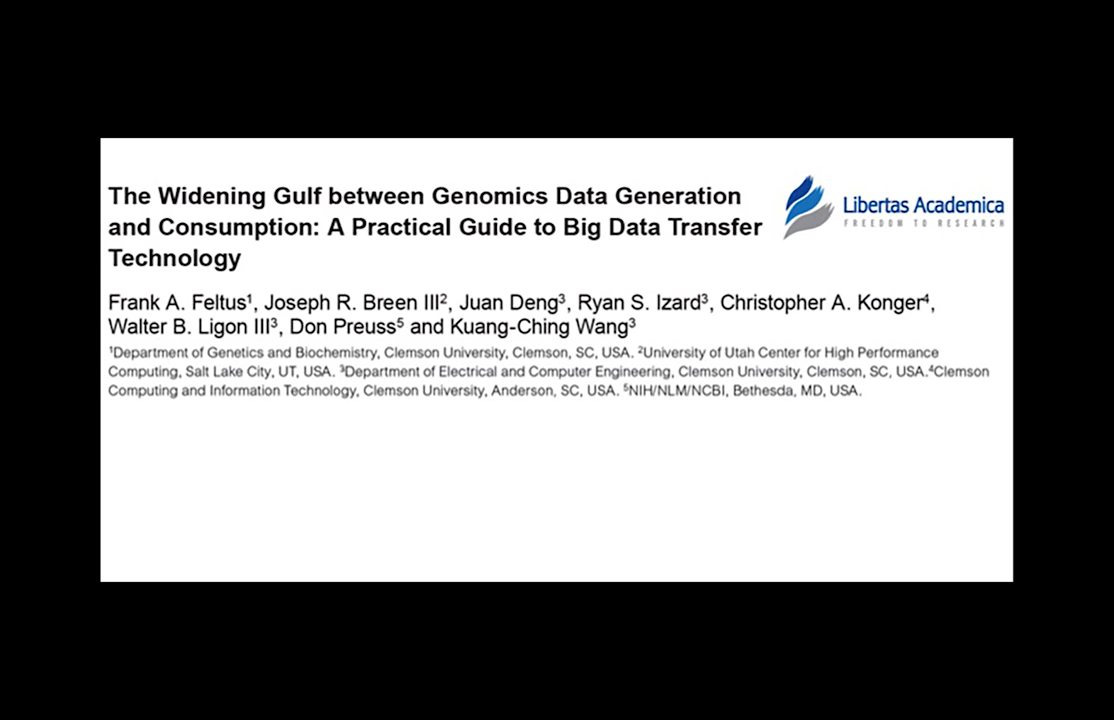 The Widening Gulf between Genomics Data Generation
and Consumption: A Practical Guide to Big Data Transfer
Technology
Libertas Academica
FREEDOM TO RESEARCH
Frank A. Feltus¹, Joseph R. Breen III², Juan Deng³, Ryan S. Izard³, Christopher A. Konger⁴,
Walter B. Ligon III³, Don Preuss⁵ and Kuang-Ching Wang³
¹Department of Genetics and Biochemistry, Clemson University, Clemson, SC, USA. ²University of Utah Center for High Performance
Computing, Salt Lake City, UT, USA. ³Department of Electrical and Computer Engineering, Clemson University, Clemson, SC, USA.⁴Clemson
Computing and Information Technology, Clemson University, Anderson, SC, USA. ⁵NIH/NLM/NCBI, Bethesda, MD, USA.